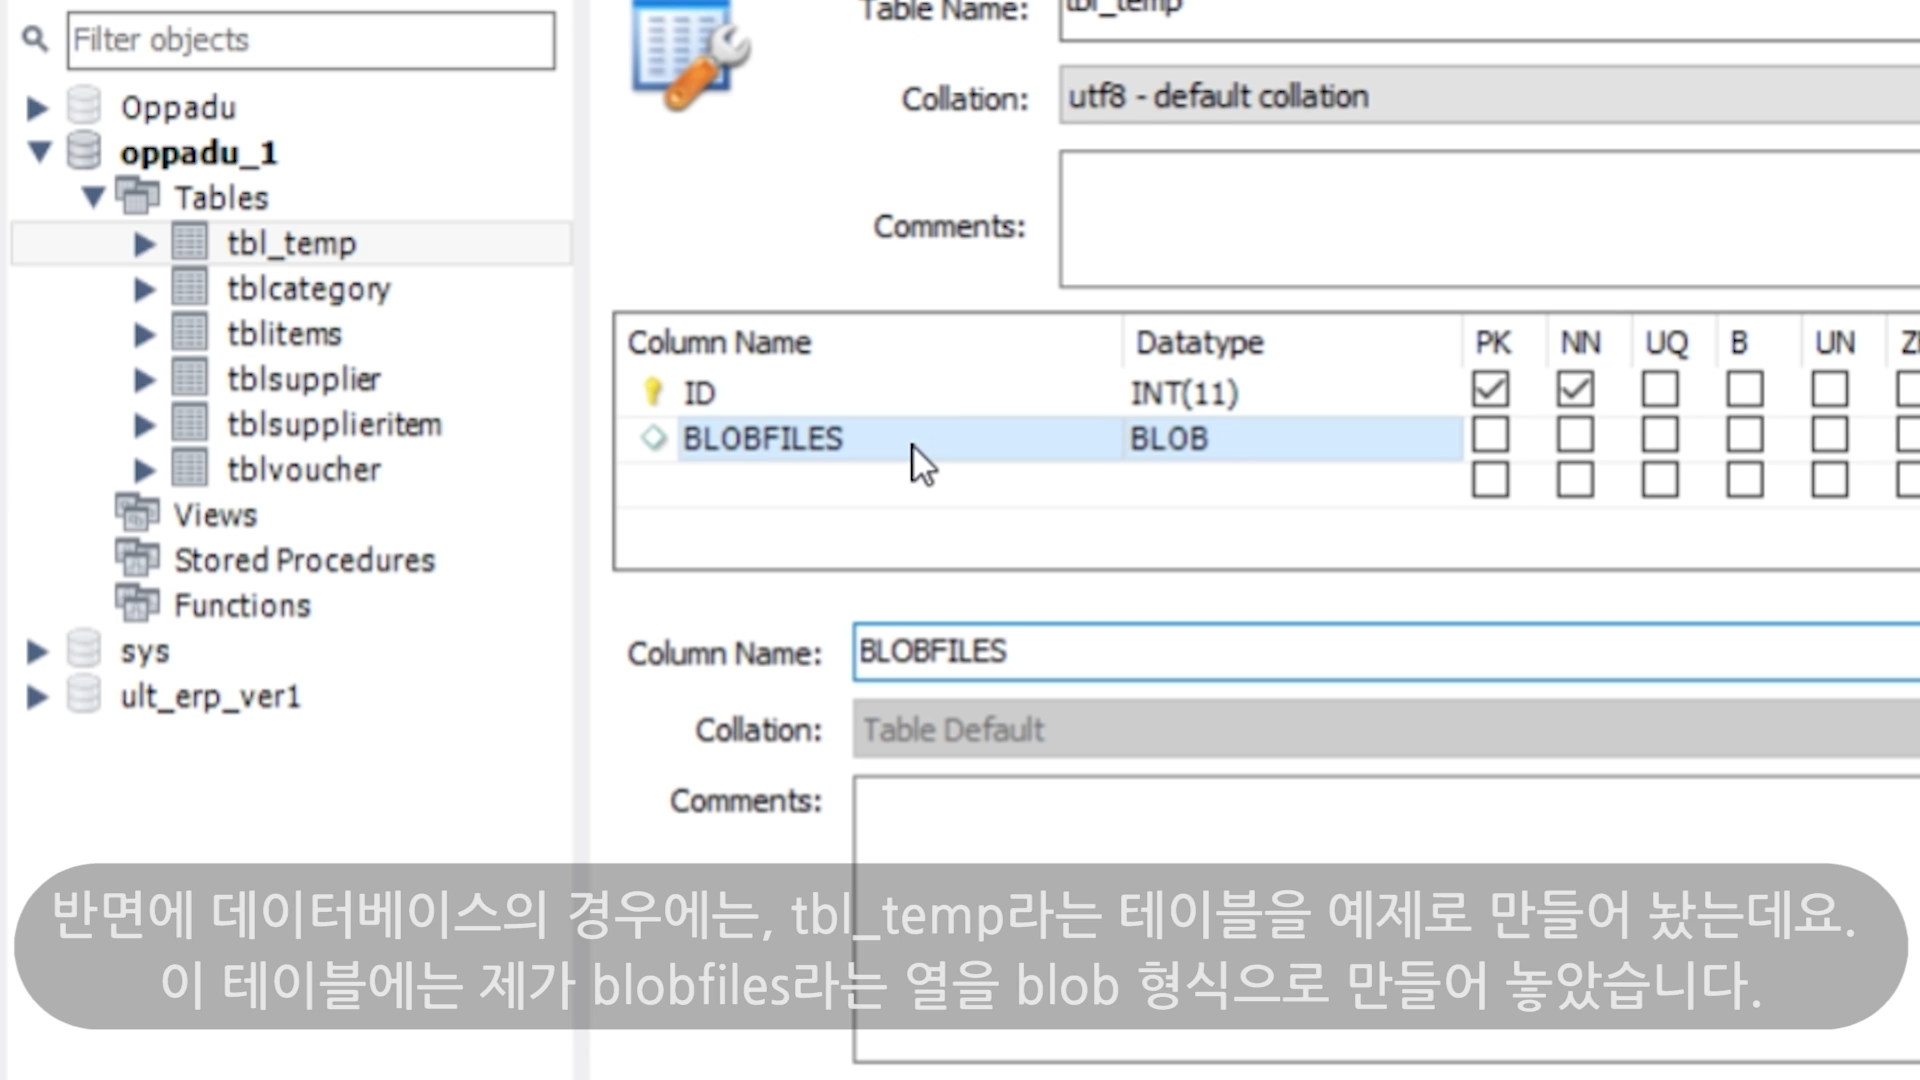 Filter objects
Oppadu
oppadu_1
Tables
tbl_temp
tblcategory
tblitems
tblsupplier
tblsupplieritem
tblvoucher
Views
Stored Procedures
Functions
sys
ult_erp_ver1
Table Name: tbl_temp
Collation: utf8 - default collation
Comments:
Column Name Datatype PK NN UQ B UN
ID INT(11)
BLOBFILES BLOB
Column Name: BLOBFILES
Collation: Table Default
Comments:
반면에 데이터베이스의 경우에는, tbl_temp라는 테이블을 예제로 만들어 놨는데요.
이 테이블에는 제가 blobfiles라는 열을 blob 형식으로 만들어 놓았습니다.